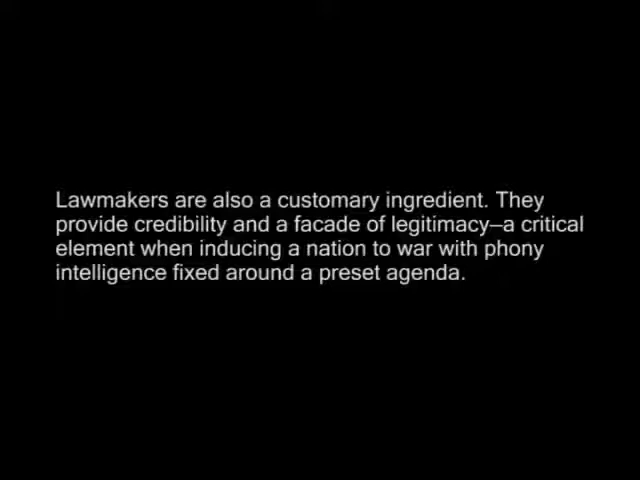 Lawmakers are also a customary ingredient. They
provide credibility and a facade of legitimacy—a critical
element when inducing a nation to war with phony
intelligence fixed around a preset agenda.